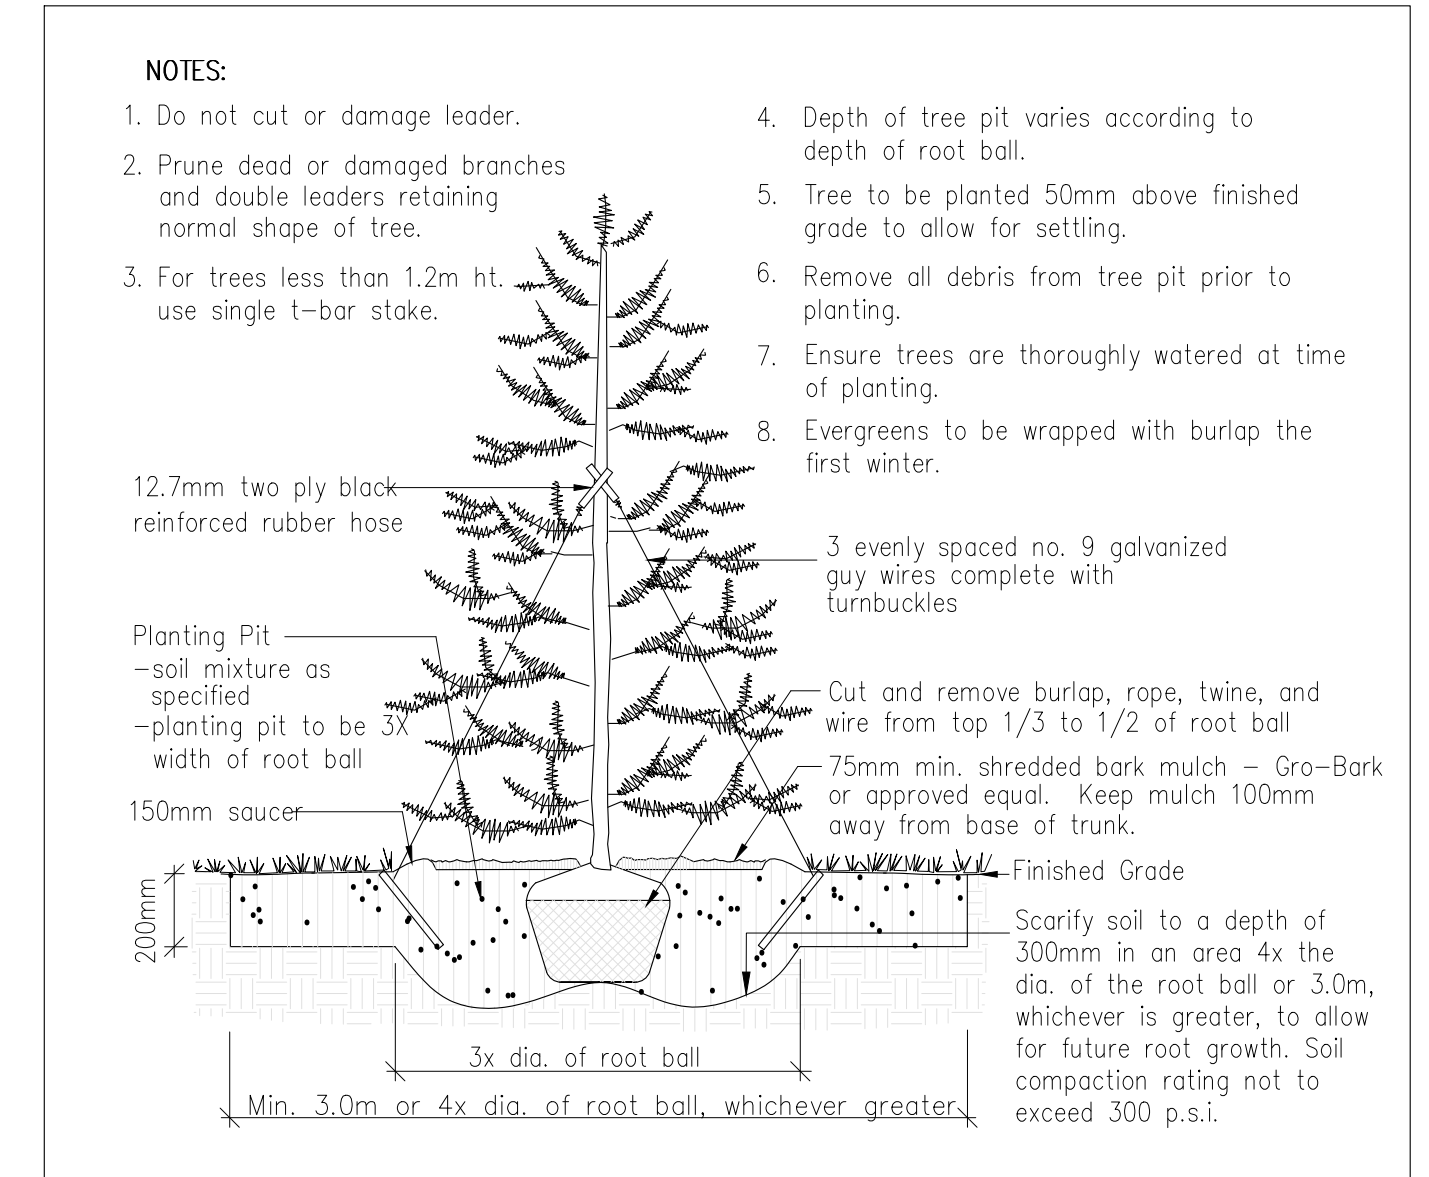 NOTES:
1. Do not cut or damage leader.
2. Prune dead or damaged branches
and double leaders retaining
normal shape of tree.
3. For trees less than 1.2m ht.
use single t-bar stake.
4. Depth of tree pit varies according to
depth of root ball.
5. Tree to be planted 50mm above finished
grade to allow for settling.
6. Remove all debris from tree pit prior to
planting.
7. Ensure trees are thoroughly watered at time
of planting.
8. Evergreens to be wrapped with burlap the
first winter.
12.7mm two ply black
reinforced rubber hose
3 evenly spaced no. 9 galvanized
guy wires complete with
turnbuckles
Planting Pit
-soil mixture as
specified
-planting pit to be 3X
width of root ball
Cut and remove burlap, rope, twine, and
wire from top 1/3 to 1/2 of root ball
75mm min. shredded bark mulch - Gro-Bark
or approved equal. Keep mulch 100mm
away from base of trunk.
150mm saucer
Finished Grade
200mm
Scarify soil to a depth of
300mm in an area 4x the
dia. of the root ball or 3.0m,
whichever is greater, to allow
for future root growth. Soil
compaction rating not to
exceed 300 p.s.i.
3x dia. of root ball
Min. 3.0m or 4x dia. of root ball, whichever greater